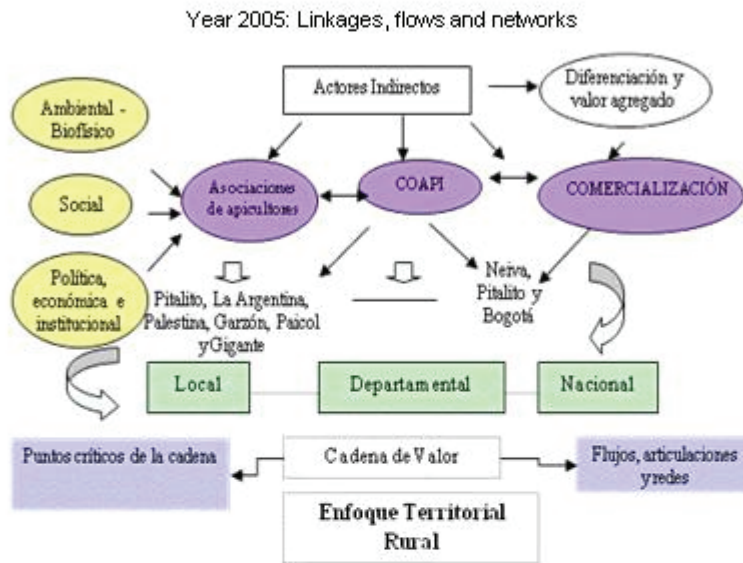 Year 2005: Linkages, flows and networks
Actores Indirectos
Diferenciación y
valor agregado
Ambiental -
Biofísico
Social
Política,
económica e
institucional
Asociaciones
de apicultores
COAPI
COMERCIALIZACIÓN
Pitalito, La Argentina,
Palestina, Garzón, Paicol
yGigante
Neiva,
Pitalito y
Bogotá
Local
Departamental
Nacional
Puntos críticos de la cadena
Cadena de Valor
Flujos, articulaciones
yredes
Enfoque Territorial
Rural